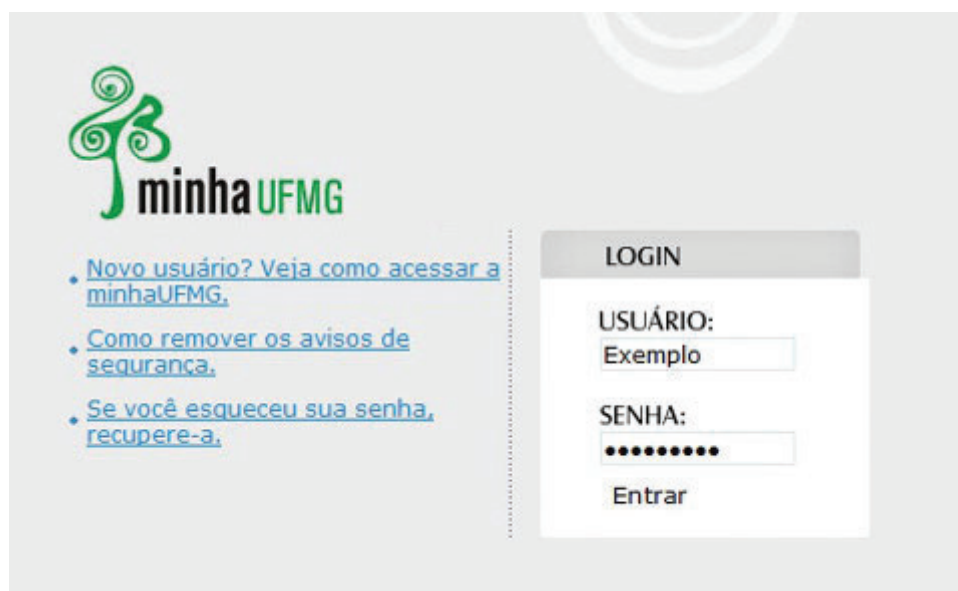 minhaUFMG
Novo usuário? Veja como acessar a
minhaUFMG.
Como remover os avisos de
segurança.
Se você esqueceu sua senha,
recupere-a.
LOGIN
USUÁRIO:
Exemplo
SENHA:
•••••••••
Entrar